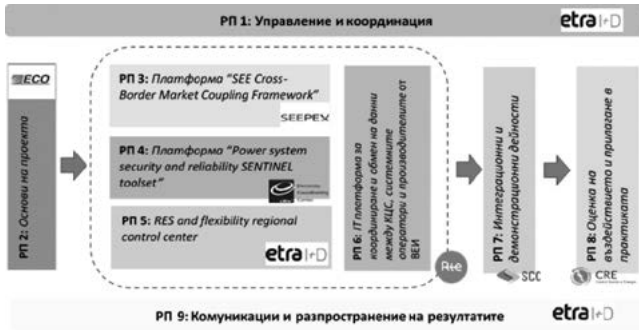 РП 1: Управление и координация
etra I+D
ECO
РП 2: Основи на проекта
РП 3: Платформа “SEE Cross-
Border Market Coupling Framework”
SEEPEX
РП 4: Платформа “Power system
security and reliability SENTINEL
toolset”
РП 5: RES and flexibility regional
control center
etra I+D
РП 6: IT платформа за
координиране и обмен на данни
между КЦС, системните
оператори и производителите от
ВЕИ
Rte
РП 7: Интеграционни и
демонстрационни дейности
SCC
РП 8: Оценка на
въздействието и прилагане в
практиката
CRE
РП 9: Комуникации и разпространение на резултатите
etra I+D